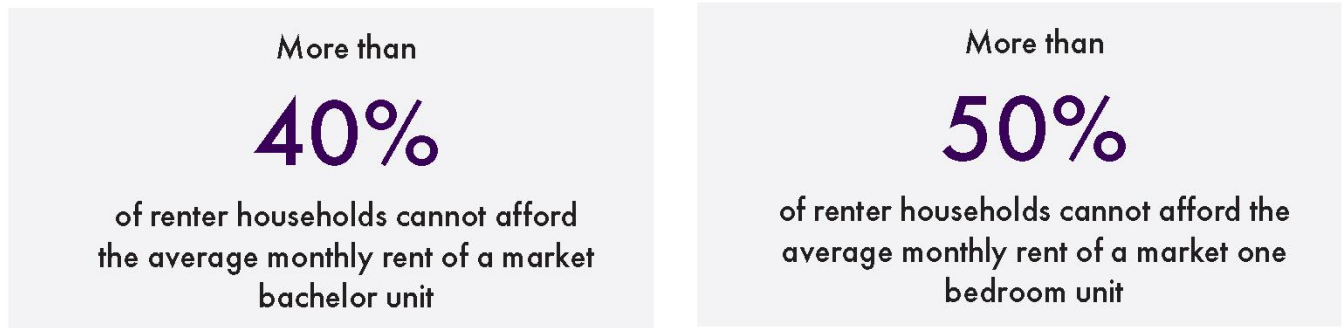 More than
40%
of renter households cannot afford
the average monthly rent of a market
bachelor unit
More than
50%
of renter households cannot afford the
average monthly rent of a market one
bedroom unit